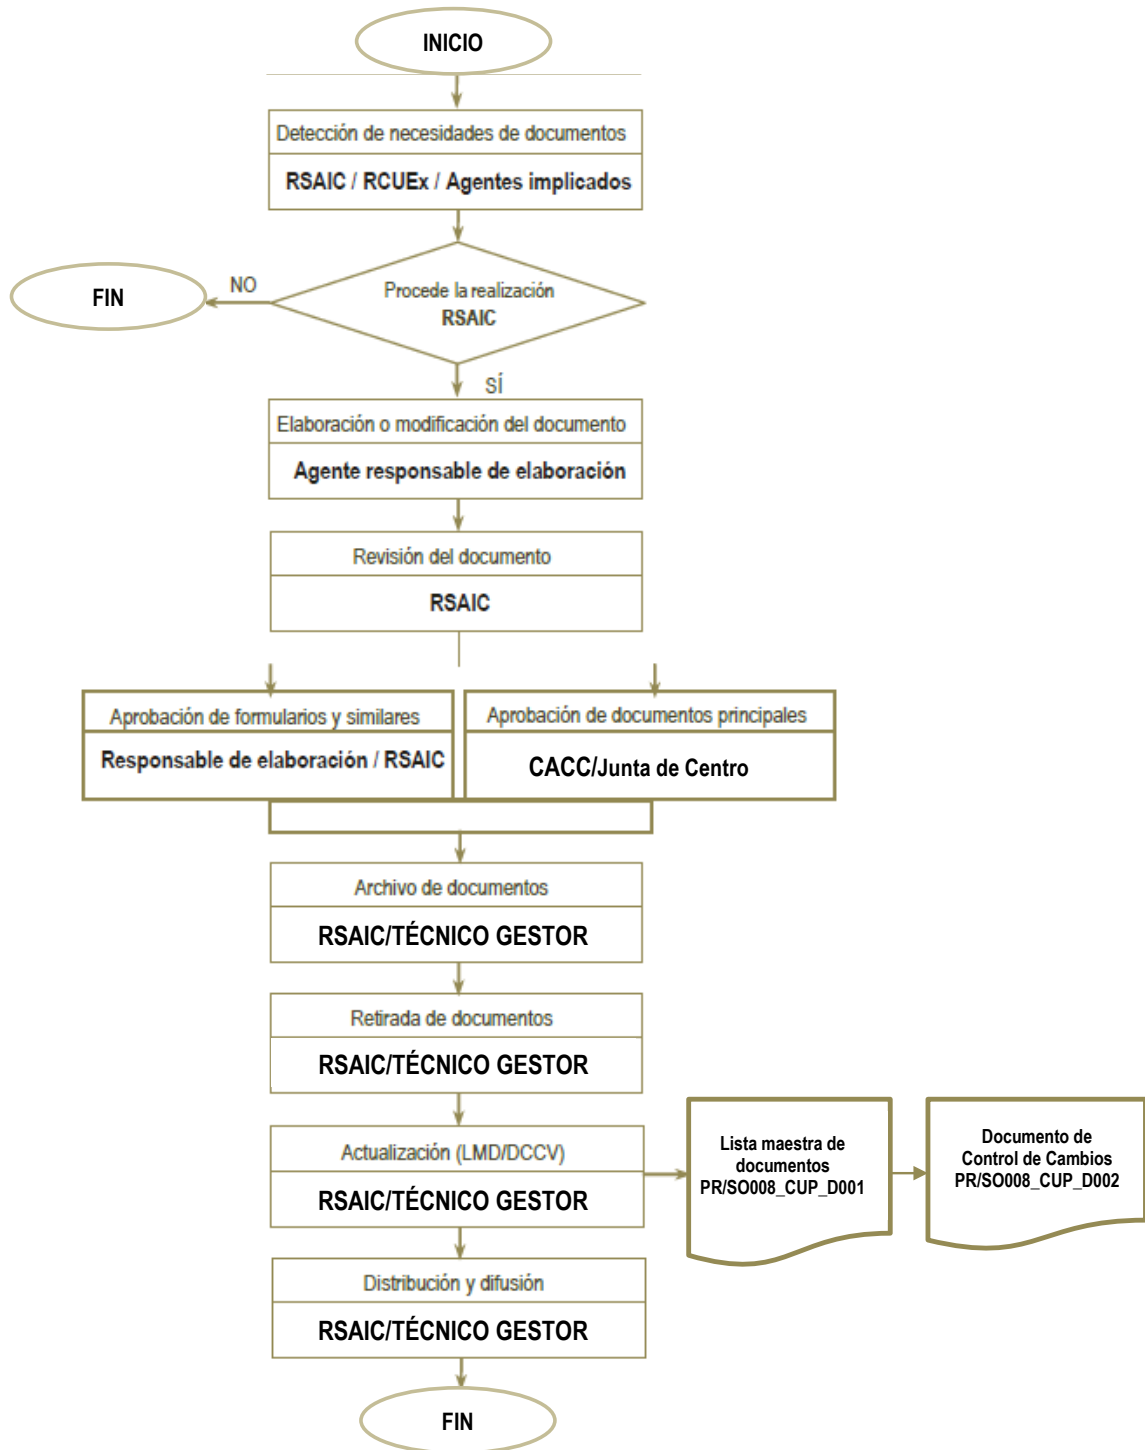 INICIO
Detección de necesidades de documentos
RSAIC / RCUEx / Agentes implicados
NO
FIN
Procede la realización
RSAIC
SÍ
Elaboración o modificación del documento
Agente responsable de elaboración
Revisión del documento
RSAIC
Aprobación de formularios y similares
Responsable de elaboración / RSAIC
Aprobación de documentos principales
CACC/Junta de Centro
Archivo de documentos
RSAIC/TÉCNICO GESTOR
Retirada de documentos
RSAIC/TÉCNICO GESTOR
Actualización (LMD/DCCV)
RSAIC/TÉCNICO GESTOR
Lista maestra de
documentos
PR/SO008_CUP_D001
Documento de
Control de Cambios
PR/SO008_CUP_D002
Distribución y difusión
RSAIC/TÉCNICO GESTOR
FIN